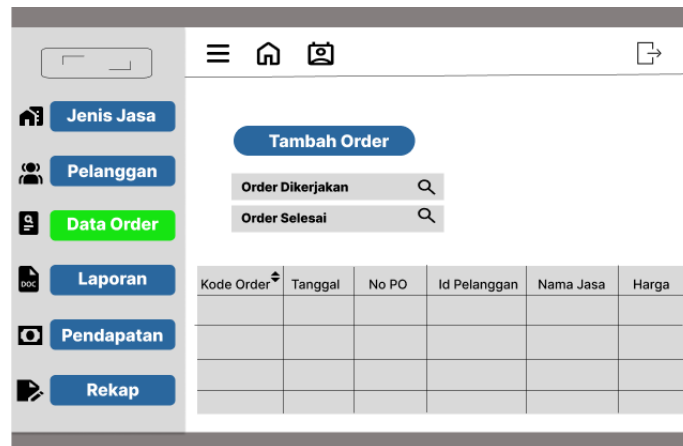 Jenis Jasa
Pelanggan
Data Order
DOC
Laporan
Pendapatan
Rekap
Tambah Order
Order Dikerjakan
Order Selesai
Kode Order Tanggal No PO Id Pelanggan Nama Jasa Harga